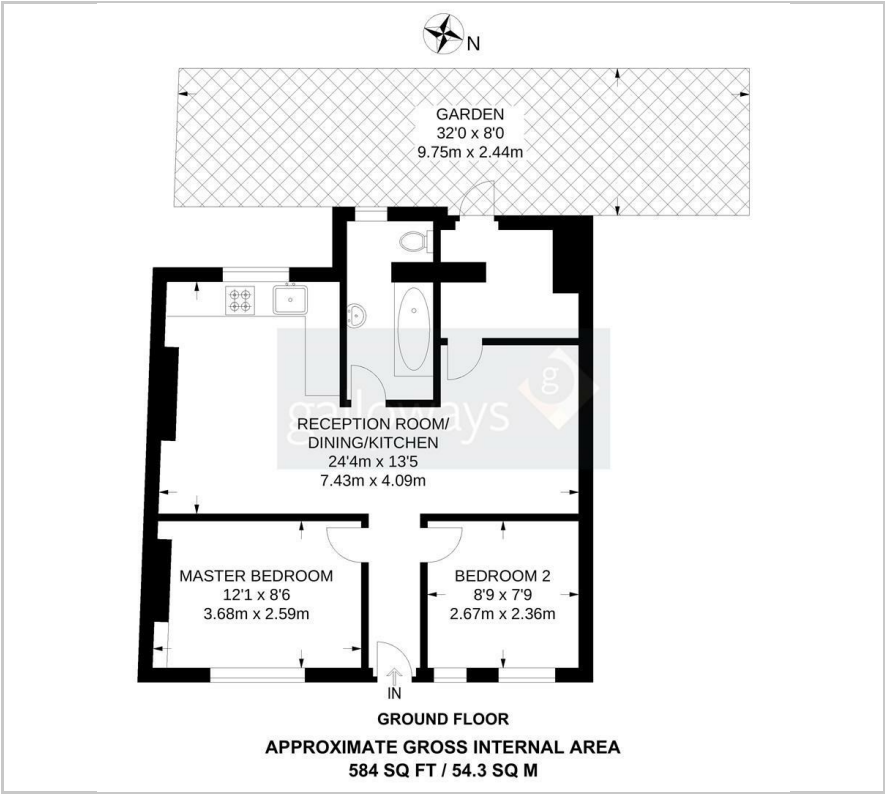 N
GARDEN
32'0 x 8'0
9.75m x 2.44m
g
galloways
RECEPTION ROOM/
DINING/KITCHEN
24'4m x 13'5
7.43m x 4.09m
MASTER BEDROOM
12'1 x 8'6
3.68m x 2.59m
BEDROOM 2
8'9 x 7'9
2.67m x 2.36m
IN
GROUND FLOOR
APPROXIMATE GROSS INTERNAL AREA
584 SQ FT / 54.3 SQ M